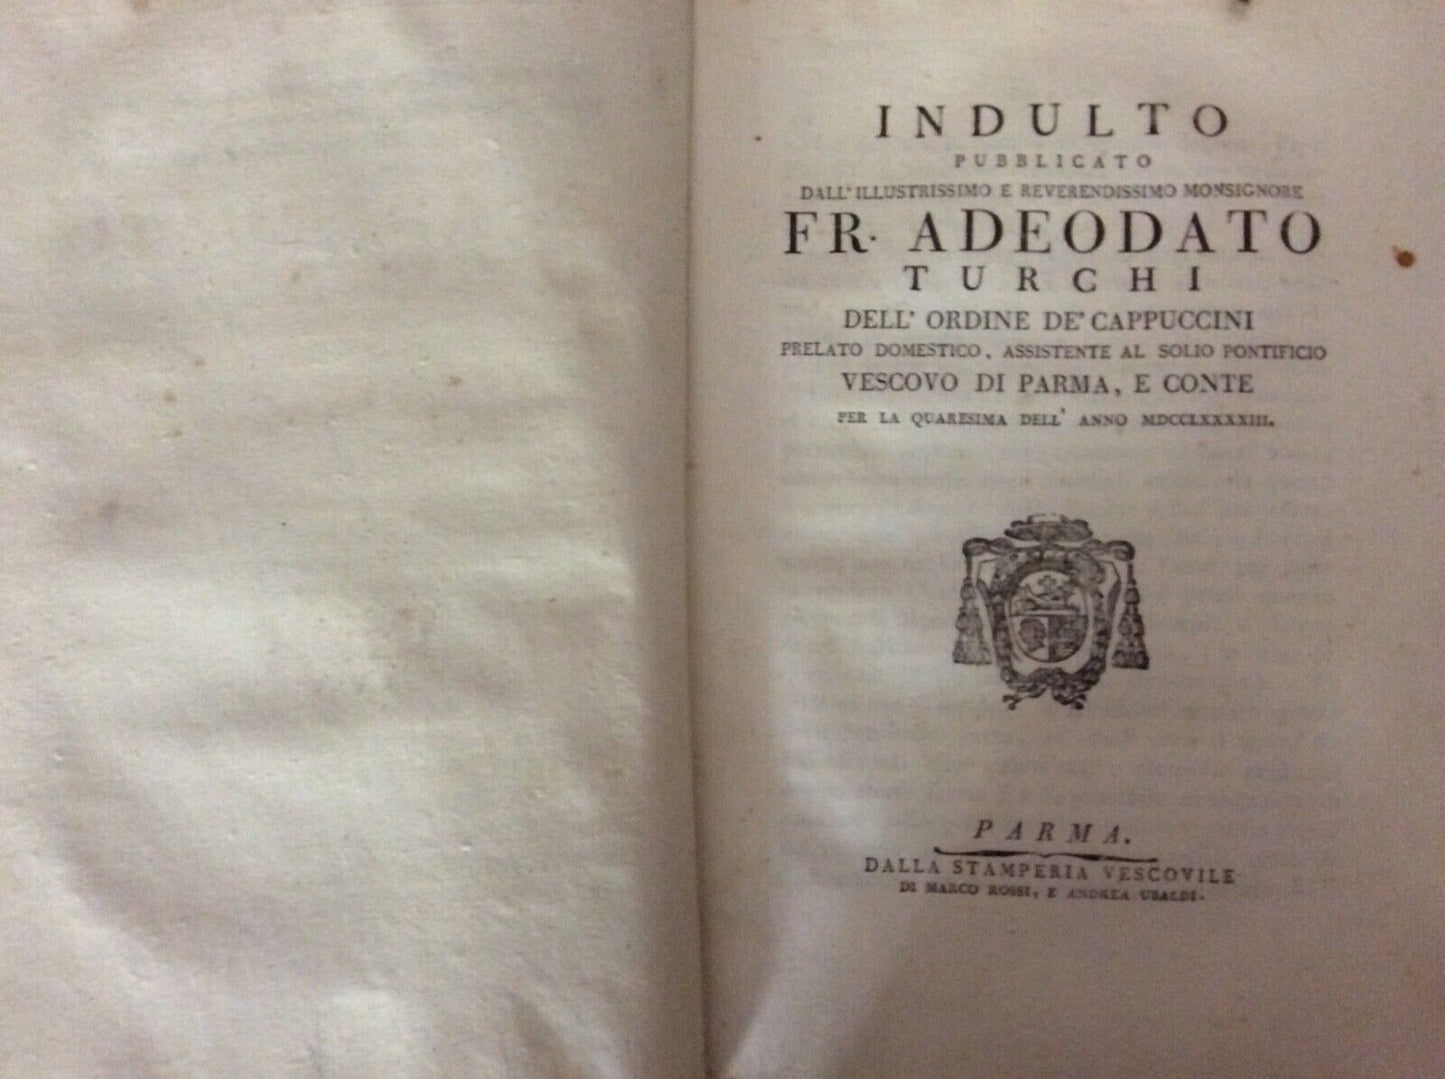 INDULTO
PUBBLICATO
DALL' ILLUSTRISSIMO E REVERENDISSIMO MONSIGNORE
FR. ADEODATO
TURCHI
DELL' ORDINE DE' CAPPUCCINI
PRELATO DOMESTICO, ASSISTENTE AL SOLIO PONTIFICIO
VESCOVO DI PARMA, E CONTE
PER LA QUARESIMA DELL' ANNO MDCCLXXXXIII.
PARMA.
DALLA STAMPERIA VESCOVILE
DI MARCO ROSSI, E ANDREA UBALDI.